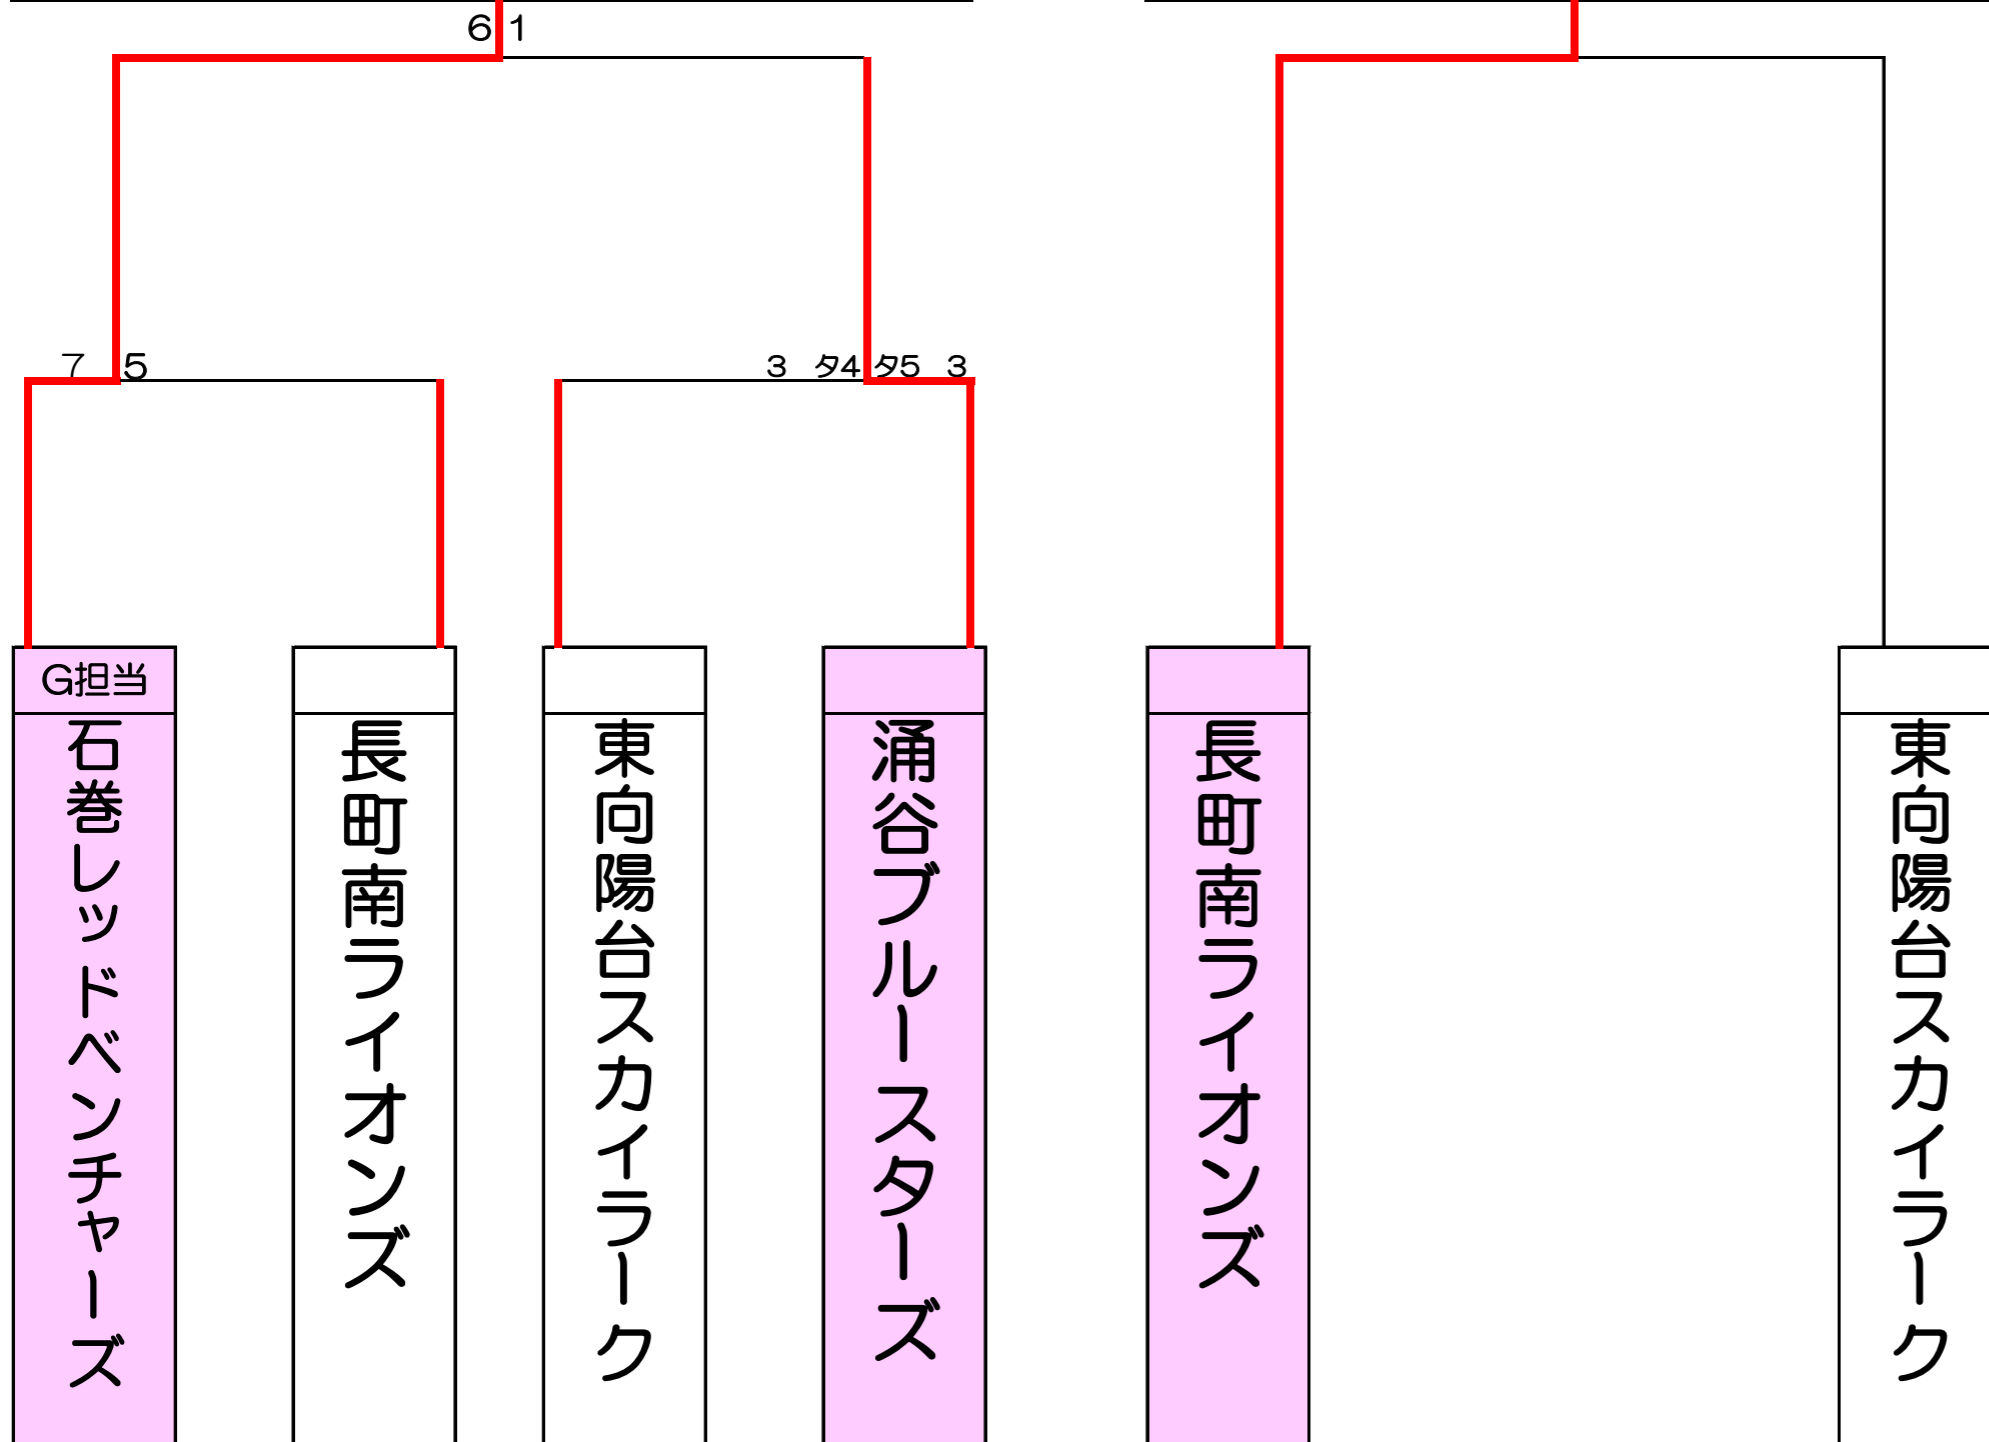 6 1
7 5
3 タ4 タ5 3
G担当
石巻レッドベンチャーズ
長町南ライオンズ
東向陽台スカイラーク
涌谷ブルースターズ
長町南ライオンズ
東向陽台スカイラーク